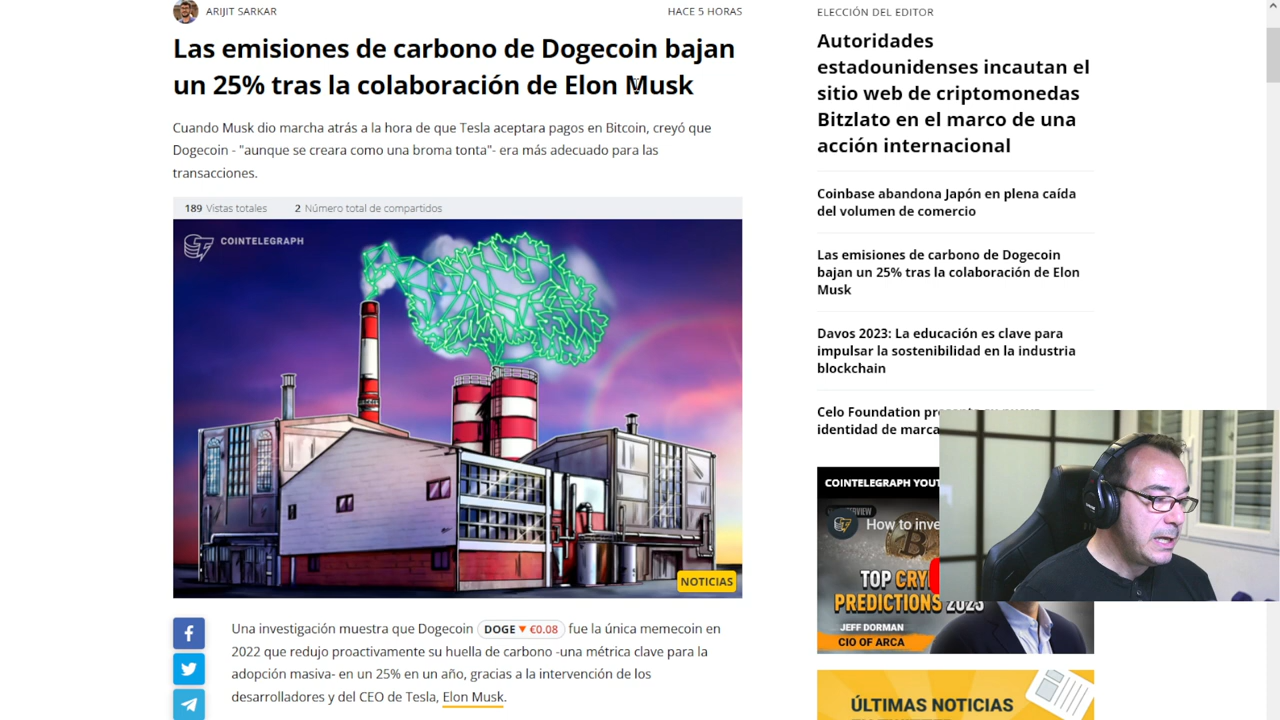 ARIJIT SARKAR
HACE 5 HORAS
Las emisiones de carbono de Dogecoin bajan
un 25% tras la colaboración de Elon Musk
Cuando Musk dio marcha atrás a la hora de que Tesla aceptara pagos en Bitcoin, creyó que
Dogecoin - "aunque se creara como una broma tonta"- era más adecuado para las
transacciones.
189 Vistas totales
2 Número total de compartidos
COINTELEGRAPH
NOTICIAS
Una investigación muestra que Dogecoin DOGE ▼ €0.08 fue la única memecoin en
2022 que redujo proactivamente su huella de carbono -una métrica clave para la
adopción masiva- en un 25% en un año, gracias a la intervención de los
desarrolladores y del CEO de Tesla, Elon Musk.
ELECCIÓN DEL EDITOR
Autoridades
estadounidenses incautan el
sitio web de criptomonedas
Bitzlato en el marco de una
acción internacional
Coinbase abandona Japón en plena caída
del volumen de comercio
Las emisiones de carbono de Dogecoin
bajan un 25% tras la colaboración de Elon
Musk
Davos 2023: La educación es clave para
impulsar la sostenibilidad en la industria
blockchain
Celo Foundation
identidad de marca
COINTELEGRAPH YOUT
How to inve
TOP CRY
PREDICTIONS 2023
JEFF DORMAN
CIO OF ARCA
ÚLTIMAS NOTICIAS